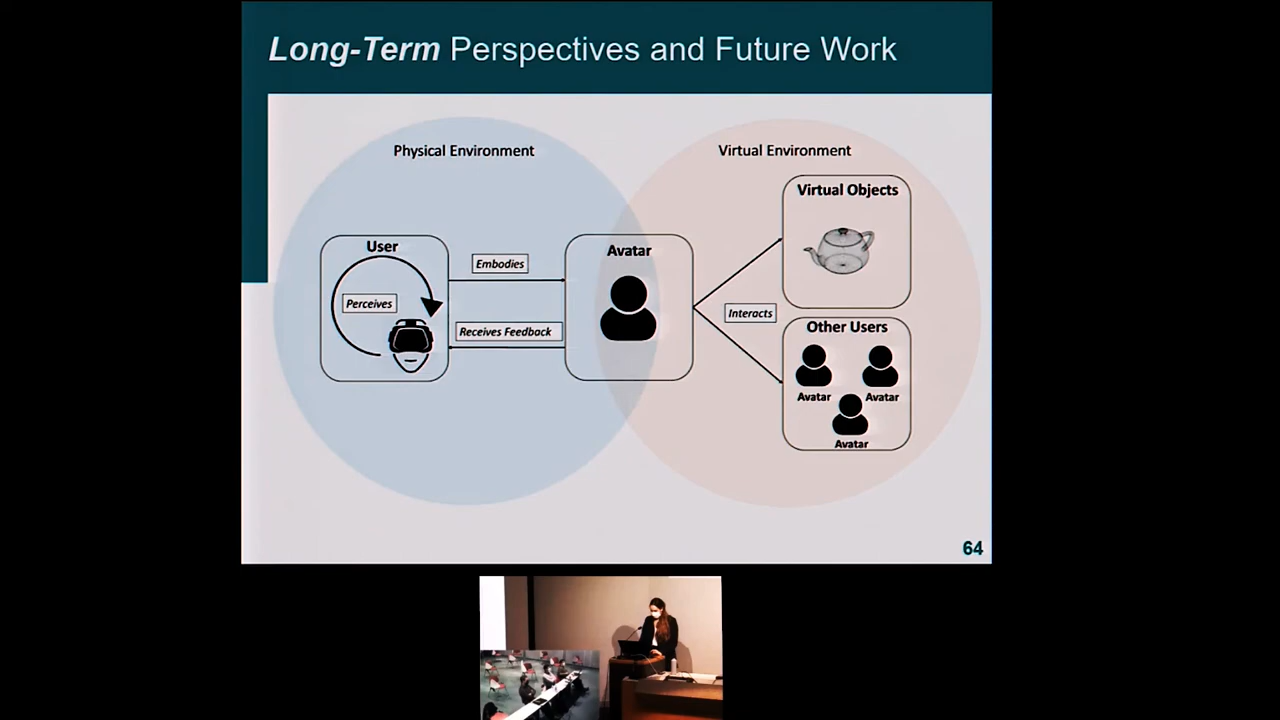 Long-Term Perspectives and Future Work
Physical Environment
Virtual Environment
User
Perceives
Embodies
Receives Feedback
Avatar
Interacts
Virtual Objects
Other Users
Avatar
Avatar
Avatar
64